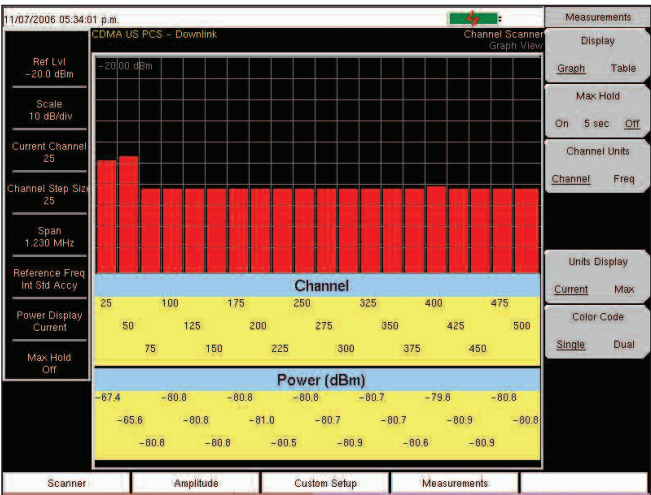 11/07/2006 05:34:01 p.m.
CDMA US PCS – Downlink
Channel Scanner
Graph View
Ref Lvl
-20.0 dBm
Scale
10 dB/div
Current Channel
25
Channel Step Size
25
Span
1.230 MHz
Reference Freq
Int Std Accy
Power Display
Current
Max Hold
Off
-20.00 dBm
Channel
25 100 175 250 325 400 475
50 125 200 275 350 425 500
75 150 225 300 375 450
Power (dBm)
-67.4 -80.8 -80.8 -80.8 -80.7 -79.8 -80.8
-65.6 -80.8 -81.0 -80.7 -80.7 -80.9 -80.8
-80.8 -80.8 -80.5 -80.9 -80.6 -80.9
Measurements
Display
Graph Table
Max Hold
On 5 sec Off
Channel Units
Channel Freq
Units Display
Current Max
Color Code
Single Dual
Scanner Amplitude Custom Setup Measurements